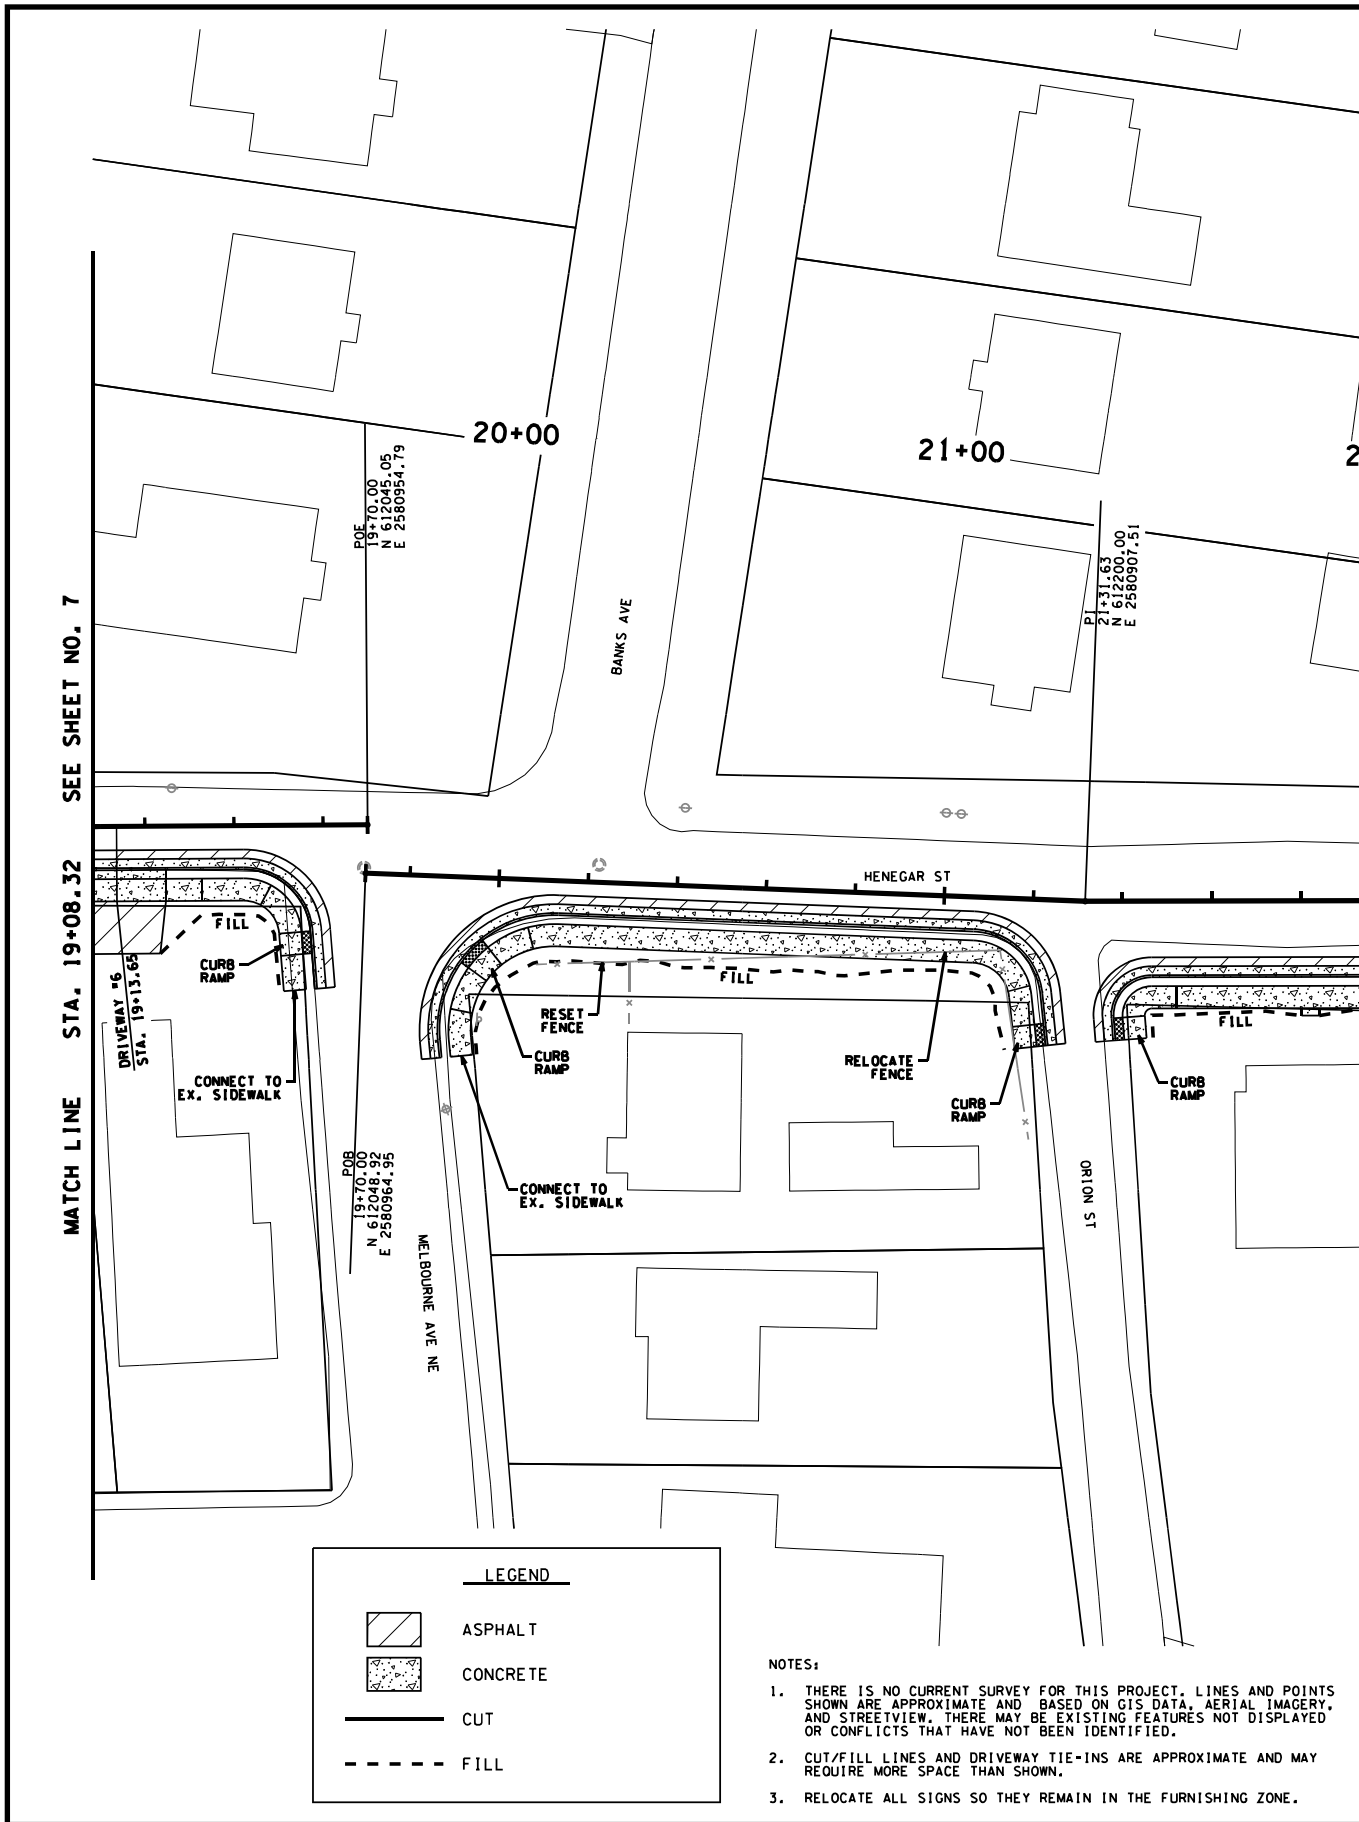 20+00
21+00
2
POE
19+70.00
N 612045.05
E 2580954.79
PI
21+31.63
N 612200.00
E 2580907.51
BANKS AVE
MATCH LINE STA. 19+08.32 SEE SHEET NO. 7
HENEGAR ST
FILL
CURB
RAMP
DRIVEWAY #6
STA. 19+13.65
CONNECT TO
EX. SIDEWALK
RESET
FENCE
FILL
CURB
RAMP
RELOCATE
FENCE
CURB
RAMP
FILL
CURB
RAMP
CONNECT TO
EX. SIDEWALK
POB
19+70.00
N 612048.92
E 2580964.95
MELBOURNE AVE NE
ORION ST
LEGEND
ASPHALT
CONCRETE
CUT
FILL
NOTES:
1. THERE IS NO CURRENT SURVEY FOR THIS PROJECT. LINES AND POINTS
SHOWN ARE APPROXIMATE AND BASED ON GIS DATA, AERIAL IMAGERY,
AND STREETVIEW. THERE MAY BE EXISTING FEATURES NOT DISPLAYED
OR CONFLICTS THAT HAVE NOT BEEN IDENTIFIED.
2. CUT/FILL LINES AND DRIVEWAY TIE-INS ARE APPROXIMATE AND MAY
REQUIRE MORE SPACE THAN SHOWN.
3. RELOCATE ALL SIGNS SO THEY REMAIN IN THE FURNISHING ZONE.